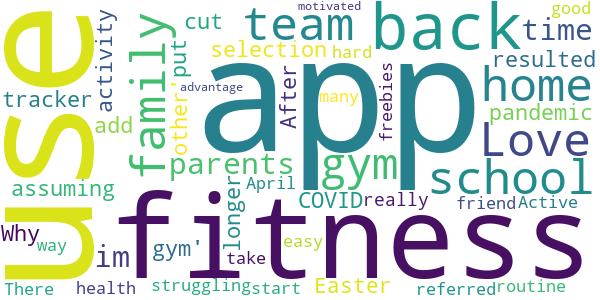 motivated
good
use
app
back
family
team
cut
time
activity
put
selection
hard
home
resulted
tracker
other'
After
advantage
many
freebies
Love
pandemic
add
parents
gym
school
assuming
April
longer
COVID
really
friend
Active
fitness
Why
way
im
gym'
take
easy
There
health
struggling
start
Easter
referred
routine